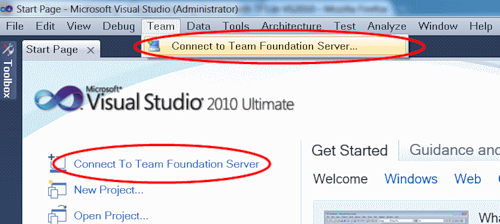 Start Page - Microsoft Visual Studio (Administrator)
File Edit View Debug Team Data Tools Architecture Test Analyze Window Help
Connect to Team Foundation Server...
Start Page
Toolbox
Microsoft
Visual Studio 2010 Ultimate
Connect To Team Foundation Server
New Project...
Open Project...
Get Started Guidance and
Welcome Windows Web
Wha